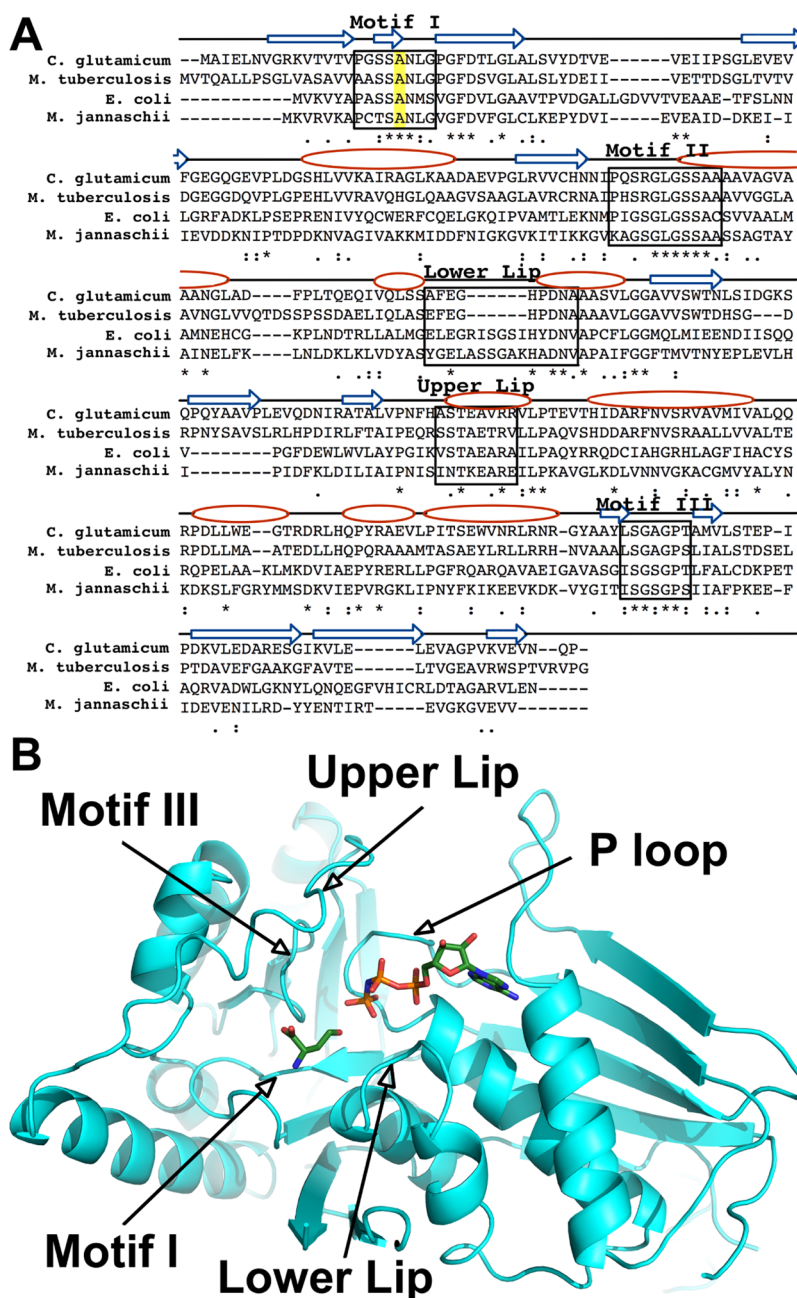 A
Motif I
C. glutamicum ----MAIELNVGRKVTVTVPGSSANLGPGFDTLGLALSVYDTVE-----VEIIPSGLEVEV
M. tuberculosis MVTQALLPSGLVASAVVAASSANLGPGFDSVGLALSLYDEII-----VETTDSGLTVTV
E. coli ------------MVKVYAPASSANMSVGFDVLGAAVTPVDGALLGDVVTVEAAE-TFSLNN
M. jannaschii ------------MKVRVKAPCTSANLGVGFDVFGLCLKEPYDVI-----EVEAID-DKEI-I
. . : *** *** * .:. **
Motif II
C. glutamicum FGEGQGEVPLDGSHLVVKAIRAGLKAADAEVPGLRVVCHNNIPQSRGLGSSAAAAVAGVA
M. tuberculosis DGEGGDQVPLGPEHLVVRAVQHGLQAAGVSAAGLAVRCRNAIPHSRGLGSSAAAVVGGLA
E. coli LGRFADKLPSEPRENIVYQCWERFCQELGKQIPVAMTLEKNMPIGSGLGSSACSVVAALM
M. jannaschii IEVDDKNIPTDPDKNVAGIVAKKMIDDFNIGKGVKITIKKGVKAGSGLGSSAASSAGTAY
::* . . : : : . ****** . .
Lower Lip
C. glutamicum AANGLAD----FPLTQEQIVQLSSAFEG------HPDNAAASVLGGAVVSWTNLSIDGKS
M. tuberculosis AVNGLVVQTDSSPSSDAELIQLASEFEG------HPDNAAAAVLGGAVVSWTDHSG---D
E. coli AMNEHCG----KPLNDTRLLALMGELEGRISGSIHYDNVAPCFLGGMQLMIEENDIISQQ
M. jannaschii AINELFK----LNLDKLKLVDYASYGELASSGAKHADNVAPAIFGGFTMVTNYEPLEVLH
* * .: . * * **.* .:** :
Upper Lip
C. glutamicum QPQYAAVPLEVQDNIRATALVPNFHASTEAVRRVLPTEVTHIDARFNVSRVAVMIVALQQ
M. tuberculosis RPNYSAVSLRLHPDIRLFTAIPEQRSSTAETRVLLPAQVSHDDARFNVSRAALLVVALTE
E. coli V------PGFDEWLWVLAYPGIKVSTAEARAILPAQYRRQDCIAHGRHLAGFIHACYS
M. jannaschii I------PIDFKLDILIAIPNISINTKEAREILPKAVGLKDLVNNVGKACGMVYALYN
. * . : * :** * : . : *
Motif III
C. glutamicum RPDLLWE-GTRDRLHQPYRAEVLPITSEWVNRLRNR-GYAAYLSGAGPTAMVLSTEP-I
M. tuberculosis RPDLLMA-ATEDLLHQPQRAAAMTASAEYLRLLRRH-NVAAALSGAGPSLIALSTDSEL
E. coli RQPELAA-KLMKDVIAEPYRERLLPGFRQARQAVAEIGAVASGISGSGPTLFALCDKPET
M. jannaschii KDKSLFGRYMMSDKVIEPVRGKLIPNYFKIKEEVKDK-VYGITISGSGPSIIAFPKEE-F
* . : ** * : : : . :**:**: :.: .
C. glutamicum PDKVLEDARESGIKVLE-----LEVAGPVKVEVN-QP-
M. tuberculosis PTDAVEFGAAKGFAVTE-----LTVGEAVRWSPTVRVPG
E. coli AQRVADWLGKNYLQNQEGFVHICRLDTAGARVLEN-----
M. jannaschii IDEVENILRD-YYENTIRT-----EVGKGVEVV------
. : ..
B
Upper Lip
Motif III
P loop
Motif I
Lower Lip